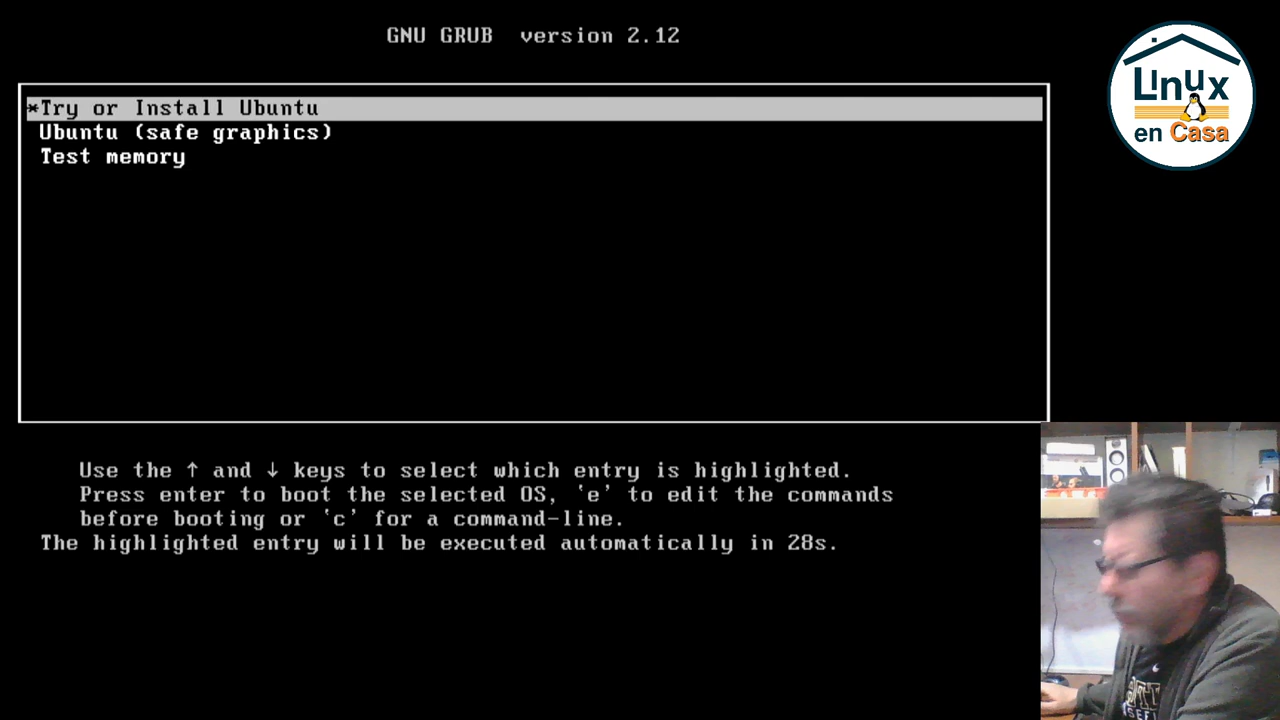 GNU GRUB version 2.12
*Try or Install Ubuntu
Ubuntu (safe graphics)
Test memory
Use the ↑ and ↓ keys to select which entry is highlighted.
Press enter to boot the selected OS, `e' to edit the commands
before booting or `c' for a command-line.
The highlighted entry will be executed automatically in 28s.
Linux
en Casa